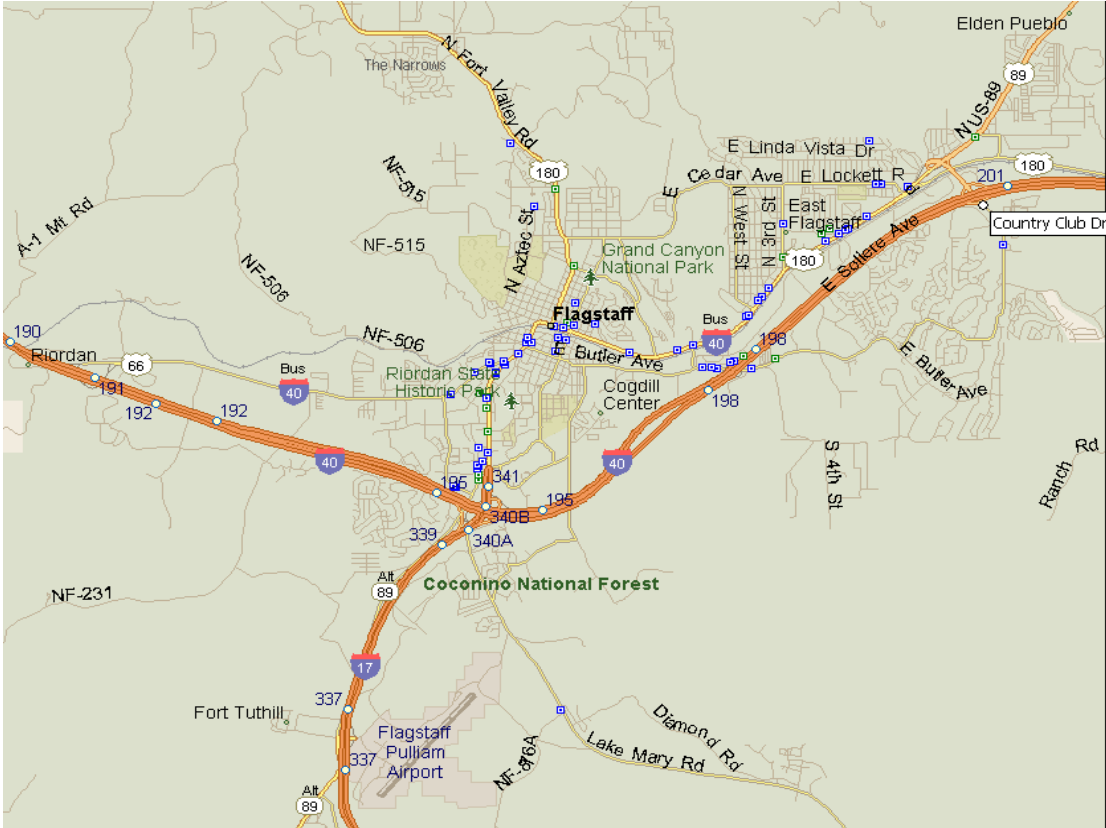 Elden Pueblo
N Fort Valley Rd
The Narrows
89
N US-89
E Linda Vista Dr
180
180
NF-515
E Cedar Ave
E Lockett R
201
A-1 Mt Rd
N West St
N 3rd St
East
Flagstaff
Country Club Dr
N Aztec St
NF-515
Grand Canyon
National Park
180
E Sollere Ave
NF-506
Flagstaff
Bus
40
190
NF-506
198
Riordan
66
E Butler Ave
E Butler Ave
191
Bus
40
Riordan State
Historic Park
Cogdill
Center
198
192
192
40
40
S 4th St
Ranch Rd
195
341
195
340B
339
340A
Alt
89
Coconino National Forest
NF-231
17
337
Fort Tuthill
Flagstaff
Pulliam
Airport
337
Diamond Rd
Lake Mary Rd
NF-816A
Alt
89